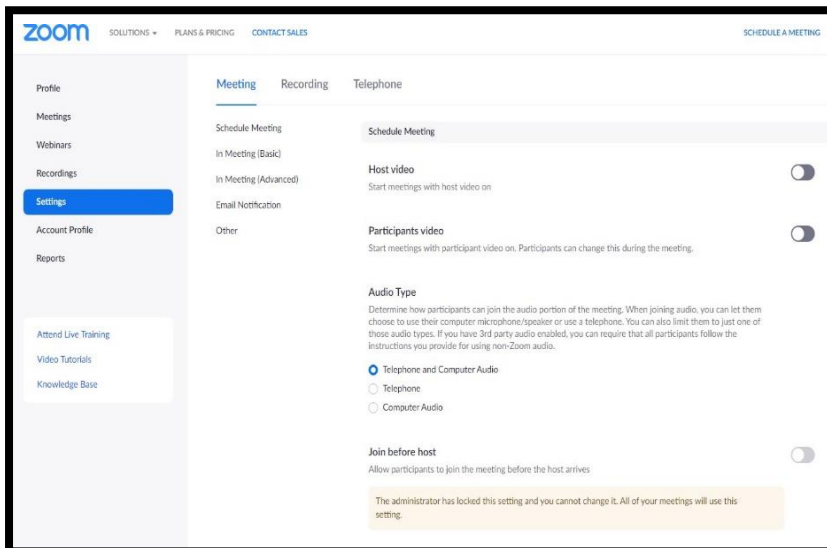 zoom
SOLUTIONS
PLANS & PRICING
CONTACT SALES
SCHEDULE A MEETING
Profile
Meetings
Webinars
Recordings
Settings
Account Profile
Reports
Attend Live Training
Video Tutorials
Knowledge Base
Meeting
Recording
Telephone
Schedule Meeting
In Meeting (Basic)
In Meeting (Advanced)
Email Notification
Other
Schedule Meeting
Host video
Start meetings with host video on
Participants video
Start meetings with participant video on. Participants can change this during the meeting.
Audio Type
Determine how participants can join the audio portion of the meeting. When joining audio, you can let them
choose to use their computer microphone/speaker or use a telephone. You can also limit them to just one of
those audio types. If you have 3rd party audio enabled, you can require that all participants follow the
instructions you provide for using non-Zoom audio.
Telephone and Computer Audio
Telephone
Computer Audio
Join before host
Allow participants to join the meeting before the host arrives
The administrator has locked this setting and you cannot change it. All of your meetings will use this
setting.